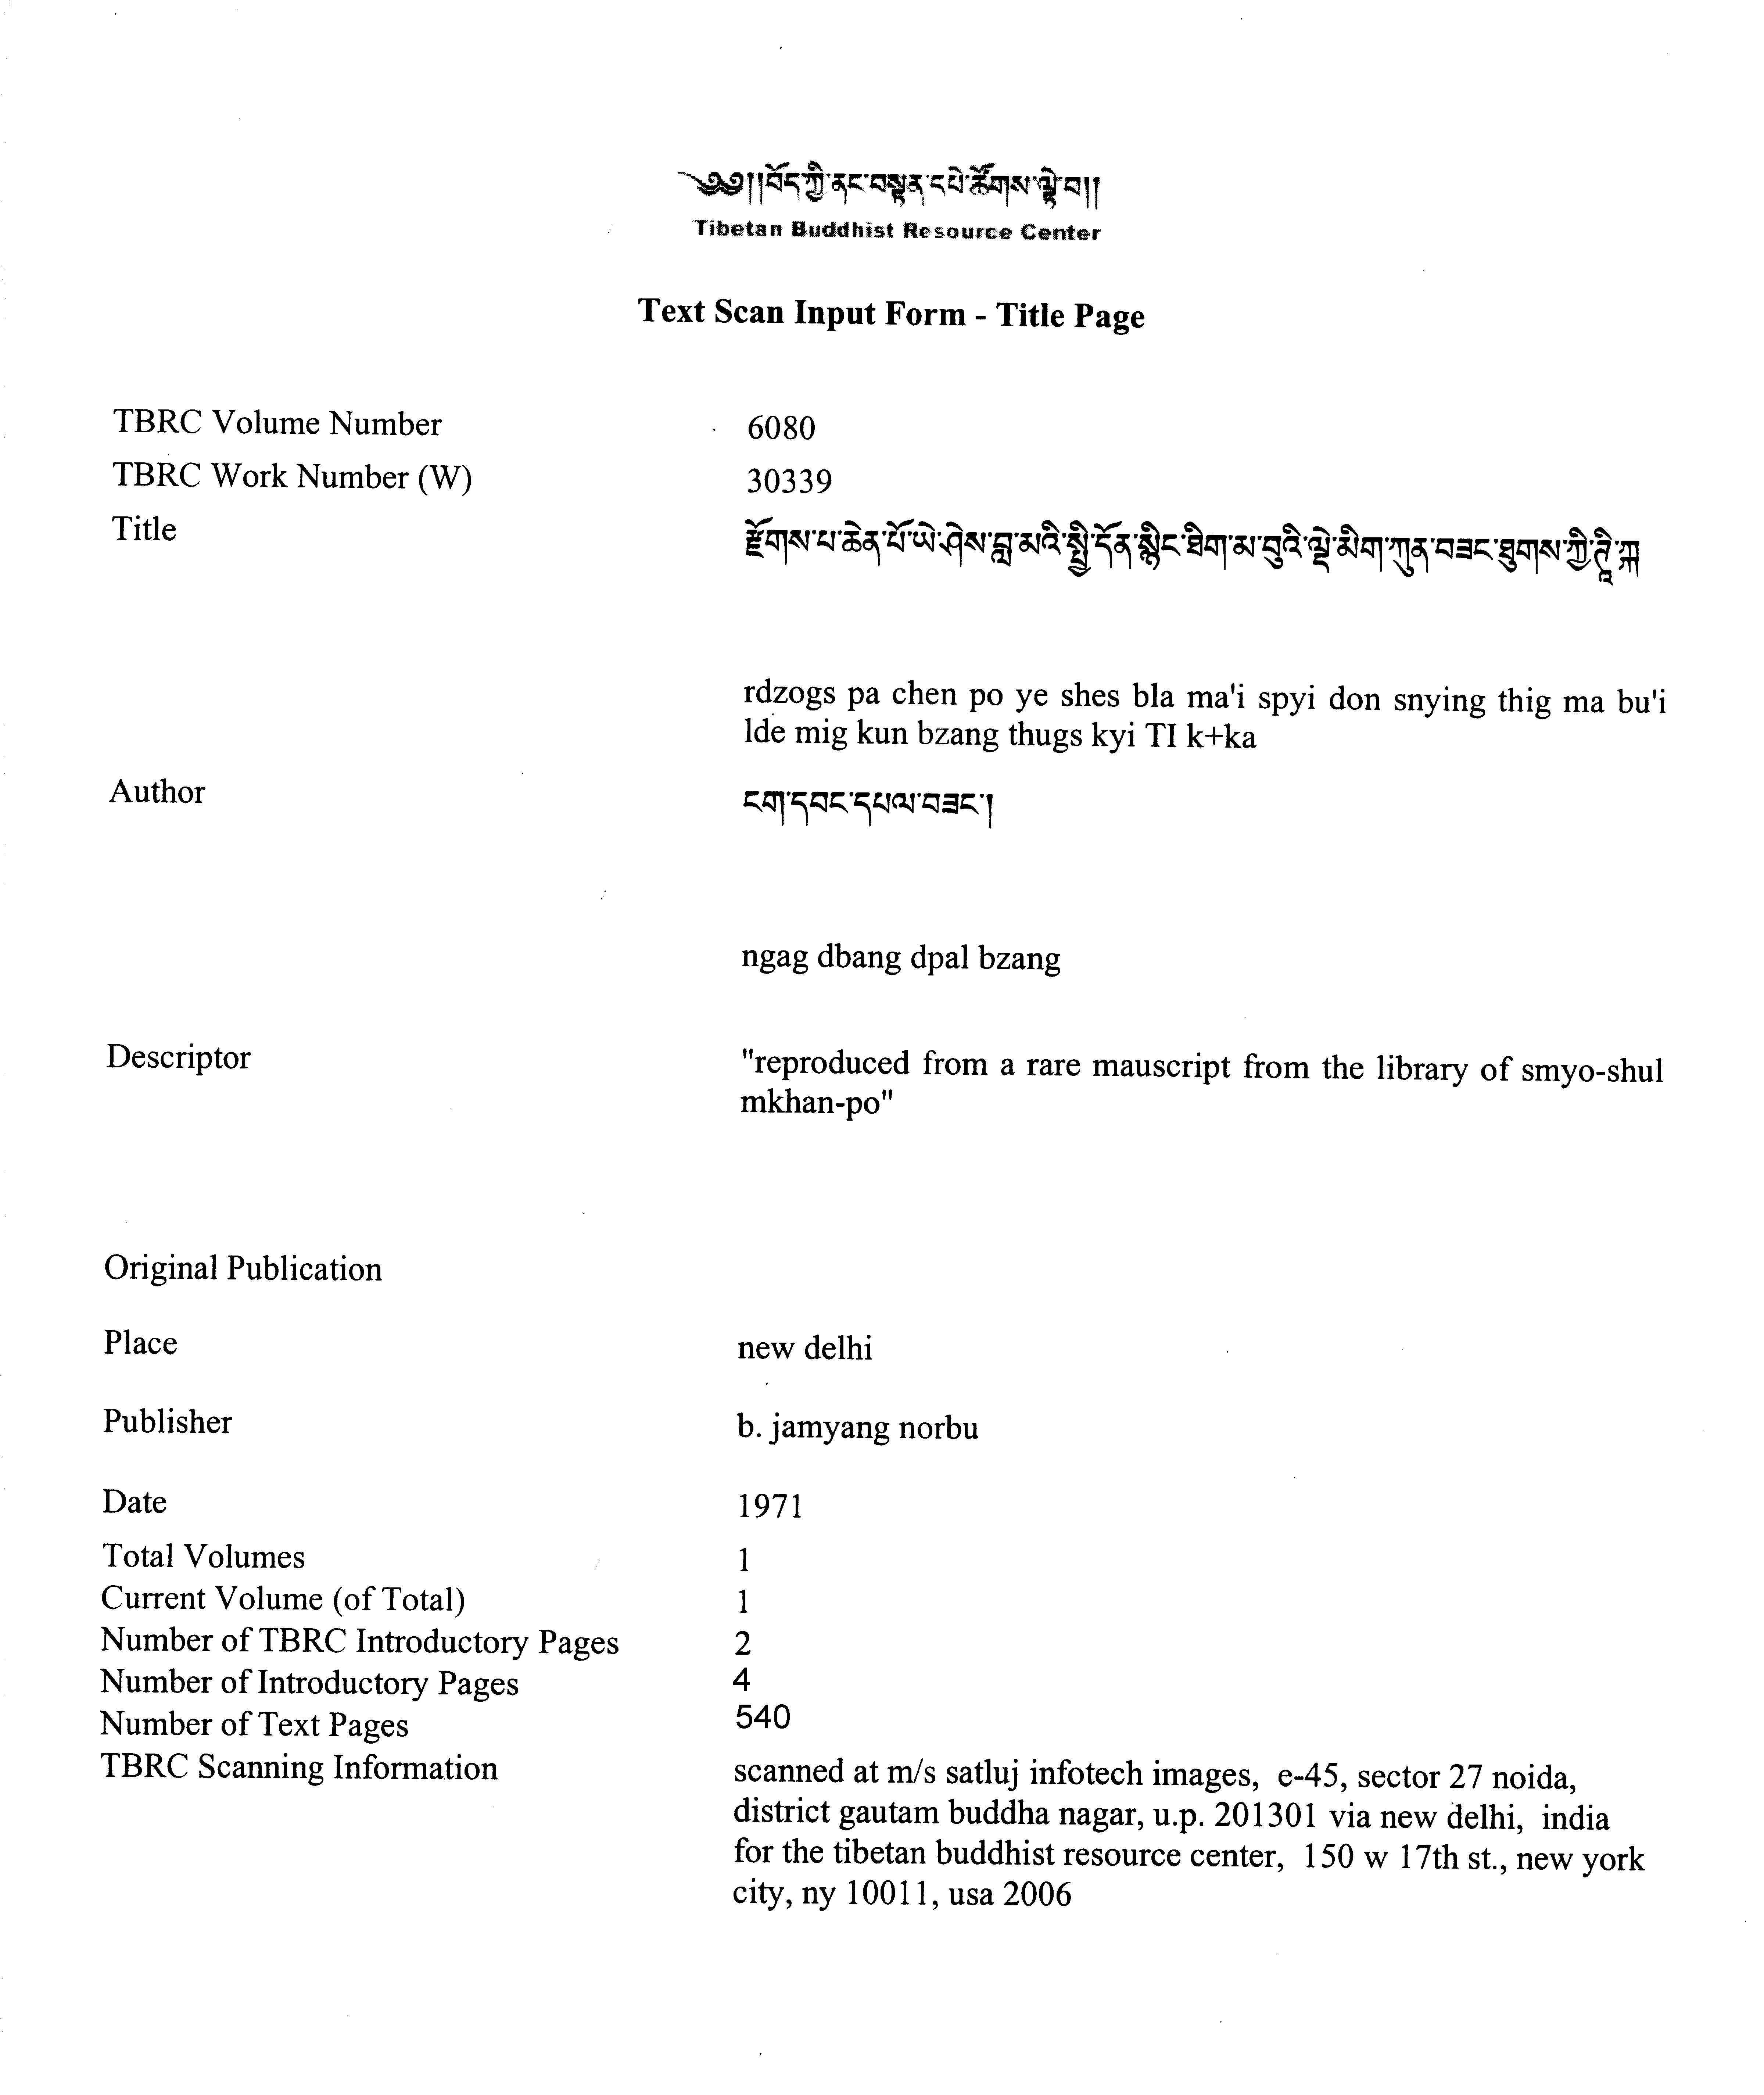 ༄༅།།བོད་ཀྱི་ནང་བསྟན་དཔེ་ཚོགས་ལྟེ་བ།།
Tibetan Buddhist Resource Center
Text Scan Input Form - Title Page
TBRC Volume Number 6080
TBRC Work Number (W) 30339
Title རྫོགས་པ་ཆེན་པོ་ཡེ་ཤེས་བླ་མའི་སྤྱི་དོན་སྙིང་ཐིག་མ་བུའི་ལྡེ་མིག་ཀུན་བཟང་ཐུགས་ཀྱི་ཊཱི་ཀྐ
rdzogs pa chen po ye shes bla ma'i spyi don snying thig ma bu'i
lde mig kun bzang thugs kyi TI k+ka
Author ངག་དབང་དཔལ་བཟང་།
ngag dbang dpal bzang
Descriptor "reproduced from a rare mauscript from the library of smyo-shul
mkhan-po"
Original Publication
Place new delhi
Publisher b. jamyang norbu
Date 1971
Total Volumes 1
Current Volume (of Total) 1
Number of TBRC Introductory Pages 2
Number of Introductory Pages 4
Number of Text Pages 540
TBRC Scanning Information scanned at m/s satluj infotech images, e-45, sector 27 noida,
district gautam buddha nagar, u.p. 201301 via new delhi, india
for the tibetan buddhist resource center, 150 w 17th st., new york
city, ny 10011, usa 2006